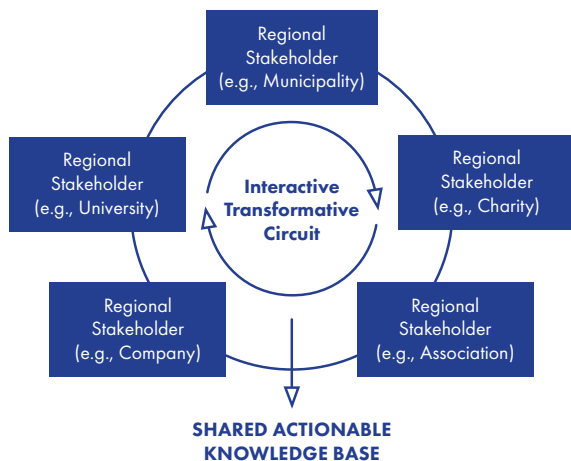 Regional
Stakeholder
(e.g., Municipality)
Regional
Stakeholder
(e.g., University)
Interactive
Transformative
Circuit
Regional
Stakeholder
(e.g., Charity)
Regional
Stakeholder
(e.g., Company)
Regional
Stakeholder
(e.g., Association)
SHARED ACTIONABLE
KNOWLEDGE BASE